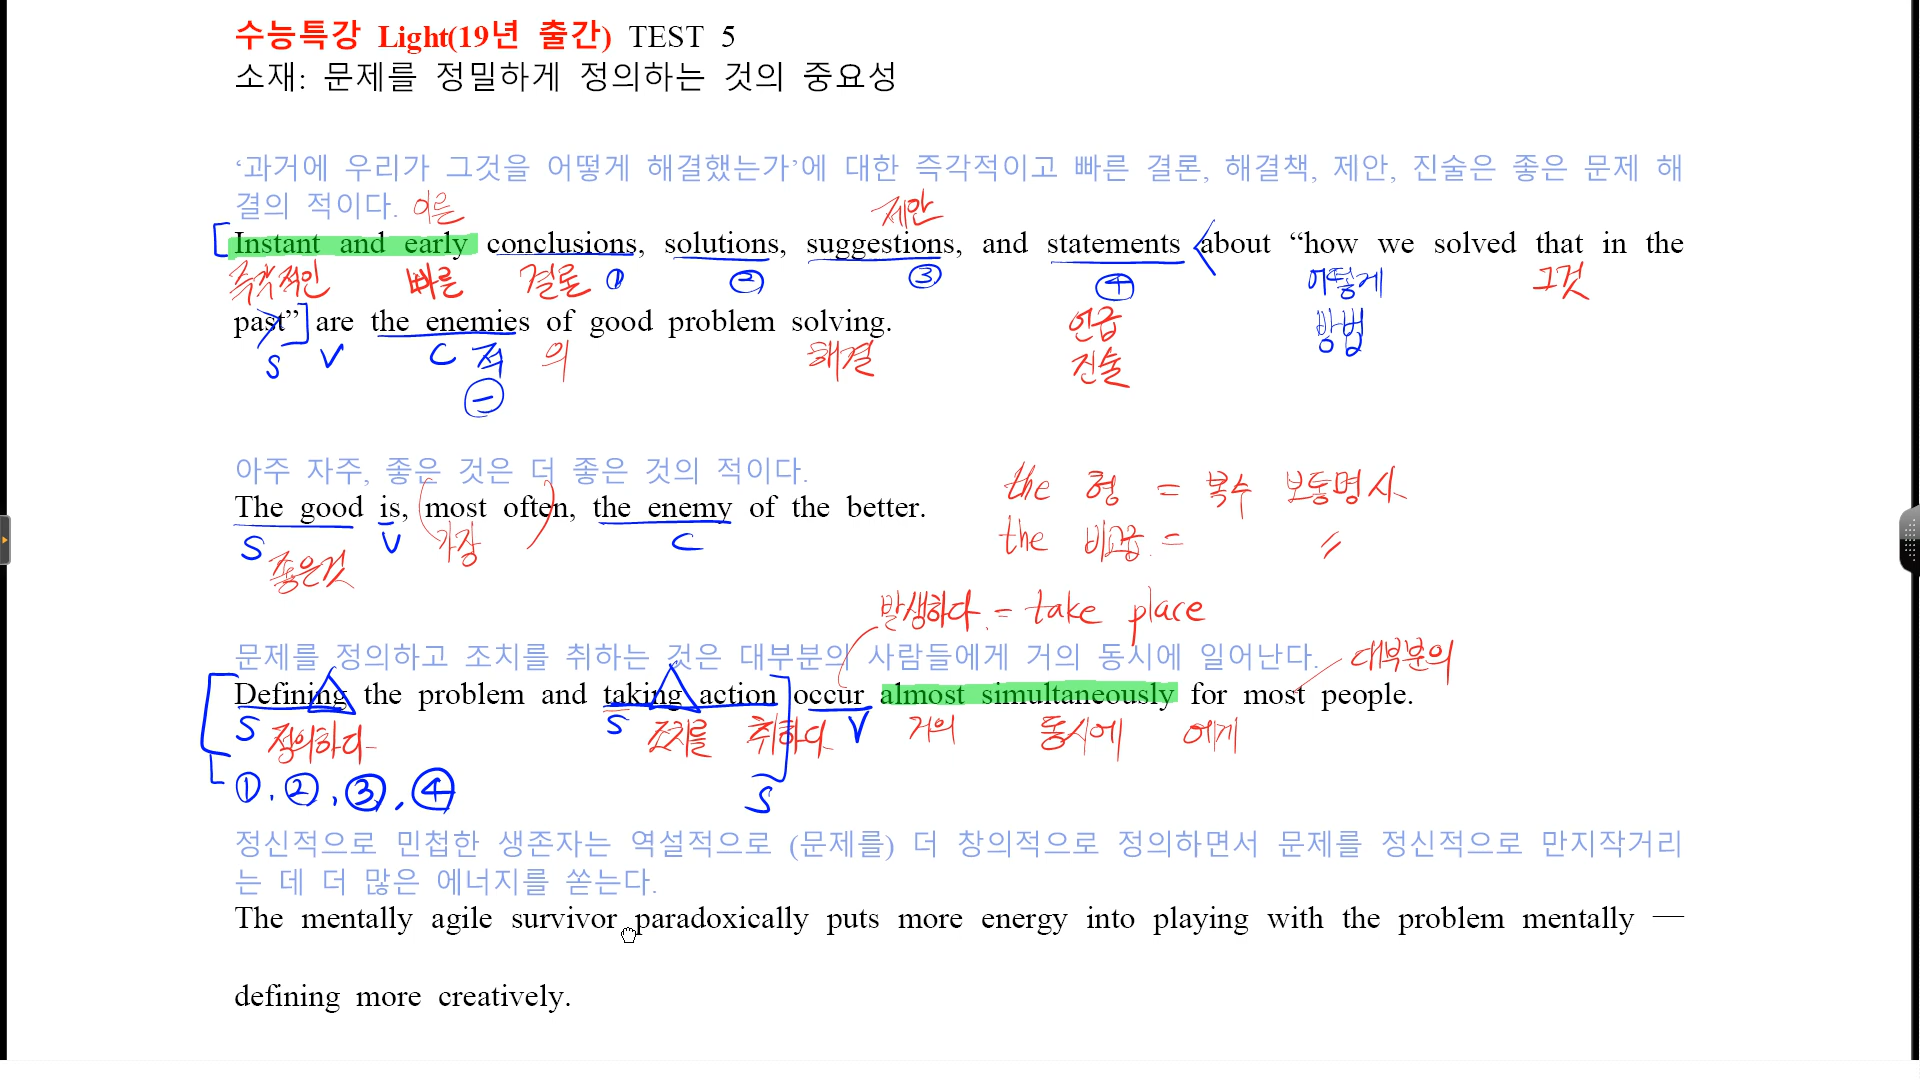 수능특강 Light(19년 출간) TEST 5
소재: 문제를 정밀하게 정의하는 것의 중요성
‘과거에 우리가 그것을 어떻게 해결했는가’에 대한 즉각적이고 빠른 결론, 해결책, 제안, 진술은 좋은 문제 해
결의 적이다. 이른 제안
Instant and early conclusions, solutions, suggestions, and statements about “how we solved that in the
즉각적인 빠른 결론 ① ② ③ ④ 어떻게 그것
past” are the enemies of good problem solving. 언급 방법
S V C 적 의 해결 진술
아주 자주, 좋은 것은 더 좋은 것의 적이다.
the 형 = 복수 보통명사
The good is, (most often), the enemy of the better.
S 좋은것 V 가장 C
the 비교급 = 〃
발생하다 = take place
문제를 정의하고 조치를 취하는 것은 대부분의 사람들에게 거의 동시에 일어난다. 대부분의
Defining the problem and taking action occur almost simultaneously for most people.
S 정의하다 S 조치를 취하다 V 거의 동시에 에게
①, ②, ③, ④ S
정신적으로 민첩한 생존자는 역설적으로 (문제를) 더 창의적으로 정의하면서 문제를 정신적으로 만지작거리
는 데 더 많은 에너지를 쏟는다.
The mentally agile survivor paradoxically puts more energy into playing with the problem mentally —
defining more creatively.